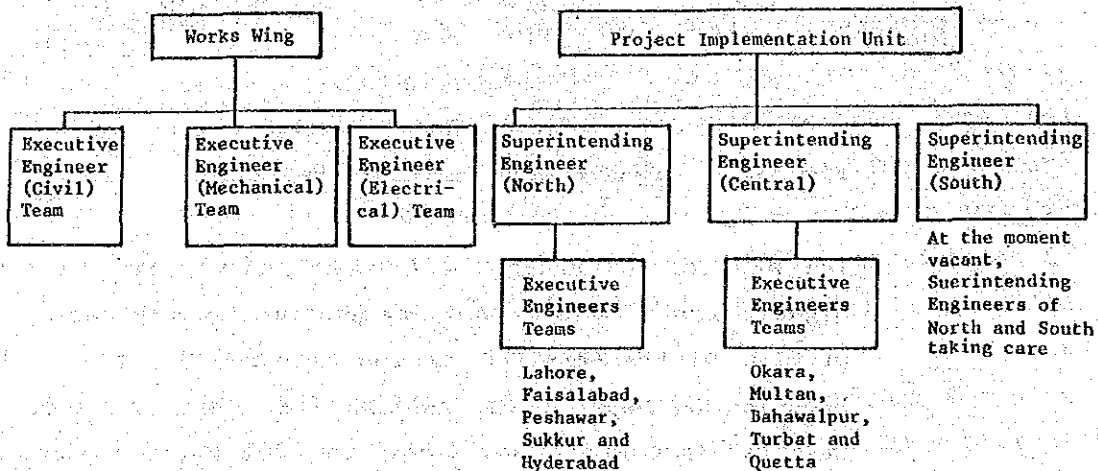 Works Wing
Project Implementation Unit
Executive
Engineer
(Civil)
Team
Executive
Engineer
(Mechanical)
Team
Executive
Engineer
(Electri-
cal) Team
Superintending
Engineer
(North)
Superintending
Engineer
(Central)
Superintending
Engineer
(South)
At the moment
vacant,
Suerintending
Engineers of
North and South
taking care
Executive
Engineers
Teams
Lahore,
Faisalabad,
Peshawar,
Sukkur and
Hyderabad
Executive
Engineers
Teams
Okara,
Multan,
Bahawalpur,
Turbat and
Quetta